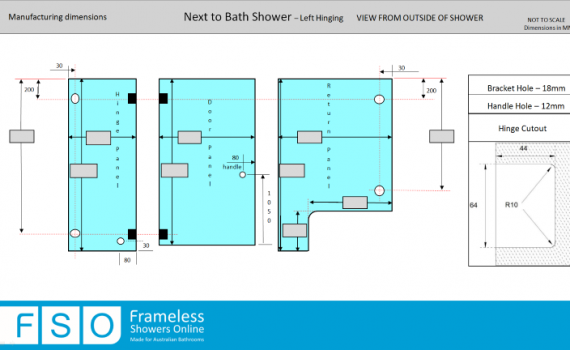 Manufacturing dimensions
Next to Bath Shower – Left Hinging
VIEW FROM OUTSIDE OF SHOWER
NOT TO SCALE
Dimensions in M
30
200
Hinge Panel
30
80
Door Panel
80
handle
1050
Return Panel
30
200
Bracket Hole – 18mm
Handle Hole – 12mm
Hinge Cutout
44
64
R10
FSO
Frameless
Showers Online
Made for Australian Bathrooms